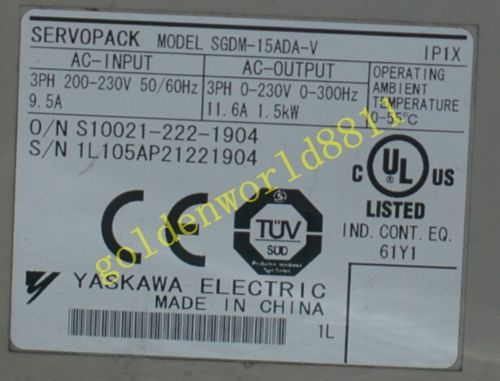 SERVOPACK MODEL SGDM-15ADA-V IP1X
AC-INPUT
3PH 200-230V 50/60Hz
9.5A
AC-OUTPUT
3PH 0-230V 0-300Hz
11.6A 1.5kW
OPERATING
AMBIENT
TEMPERATURE
0-55°C
O/N S10021-222-1904
S/N 1L105AP21221904
C UL US
LISTED
IND. CONT. EQ.
61Y1
CE
TÜV
SÜD
YASKAWA ELECTRIC
MADE IN CHINA
1L
goldenworld8811